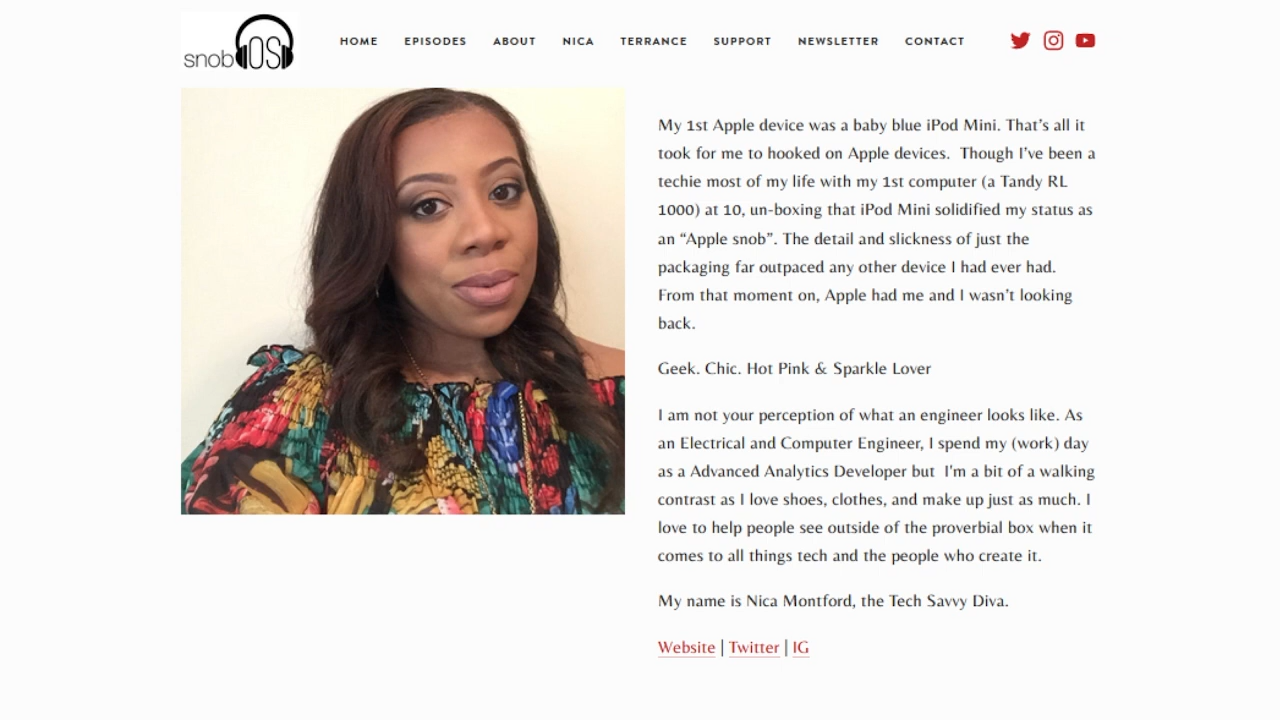 snobOS
HOME EPISODES ABOUT NICA TERRANCE SUPPORT NEWSLETTER CONTACT
My 1st Apple device was a baby blue iPod Mini. That’s all it
took for me to hooked on Apple devices.  Though I’ve been a
techie most of my life with my 1st computer (a Tandy RL
1000) at 10, un-boxing that iPod Mini solidified my status as
an “Apple snob”. The detail and slickness of just the
packaging far outpaced any other device I had ever had.
From that moment on, Apple had me and I wasn’t looking
back.
Geek. Chic. Hot Pink & Sparkle Lover
I am not your perception of what an engineer looks like. As
an Electrical and Computer Engineer, I spend my (work) day
as a Advanced Analytics Developer but  I'm a bit of a walking
contrast as I love shoes, clothes, and make up just as much. I
love to help people see outside of the proverbial box when it
comes to all things tech and the people who create it.
My name is Nica Montford, the Tech Savvy Diva.
Website | Twitter | IG